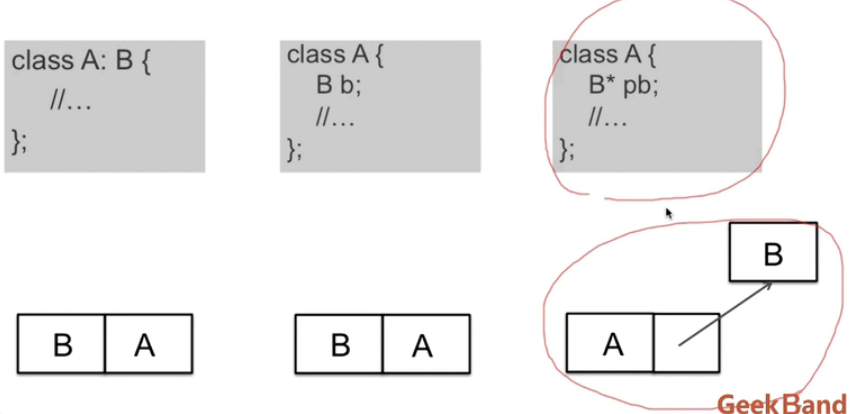 class A: B {
//...
};
class A {
B b;
//...
};
class A {
B* pb;
//...
};
B A
B A
B
A
GeekBand